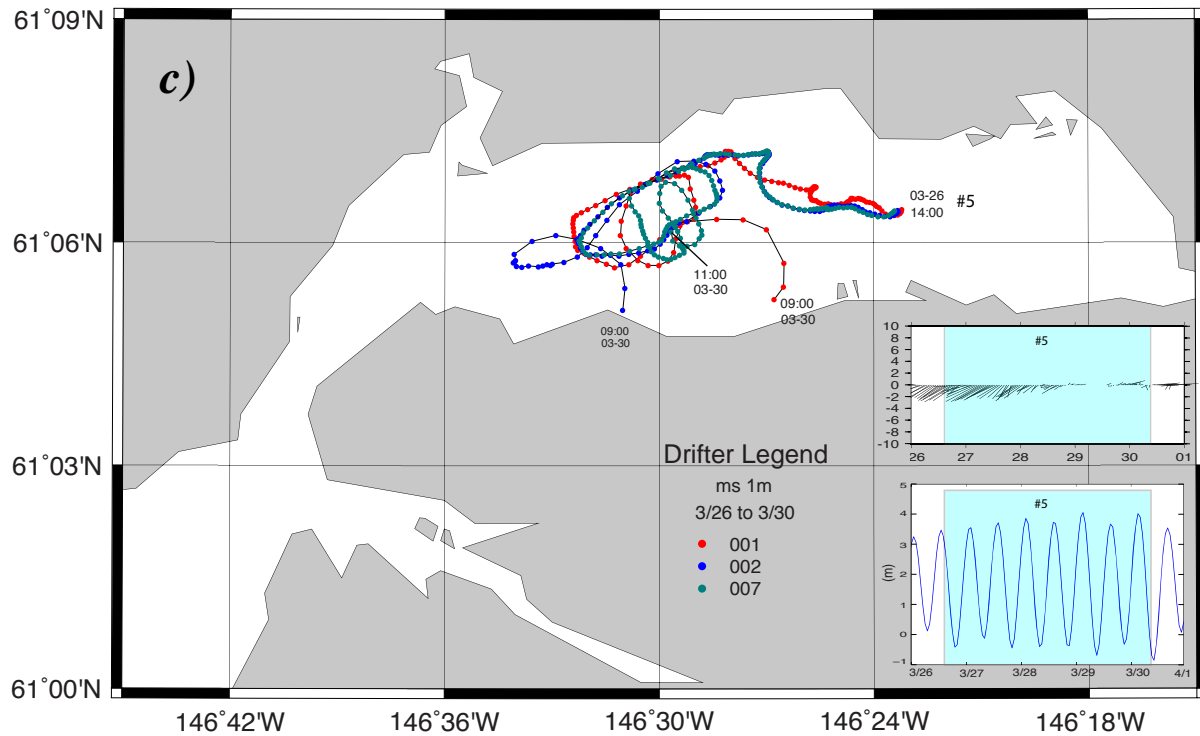 61°09'N
c)
03-26
14:00
#5
61°06'N
11:00
03-30
09:00
03-30
09:00
03-30
10
8
6
4
2
0
-2
-4
-6
-8
-10
#5
26 27 28 29 30 01
61°03'N
Drifter Legend
ms 1m
3/26 to 3/30
001
002
007
5
4
3
2
1
0
-1
(m)
#5
3/26 3/27 3/28 3/29 3/30 4/1
61°00'N
146°42'W 146°36'W 146°30'W 146°24'W 146°18'W